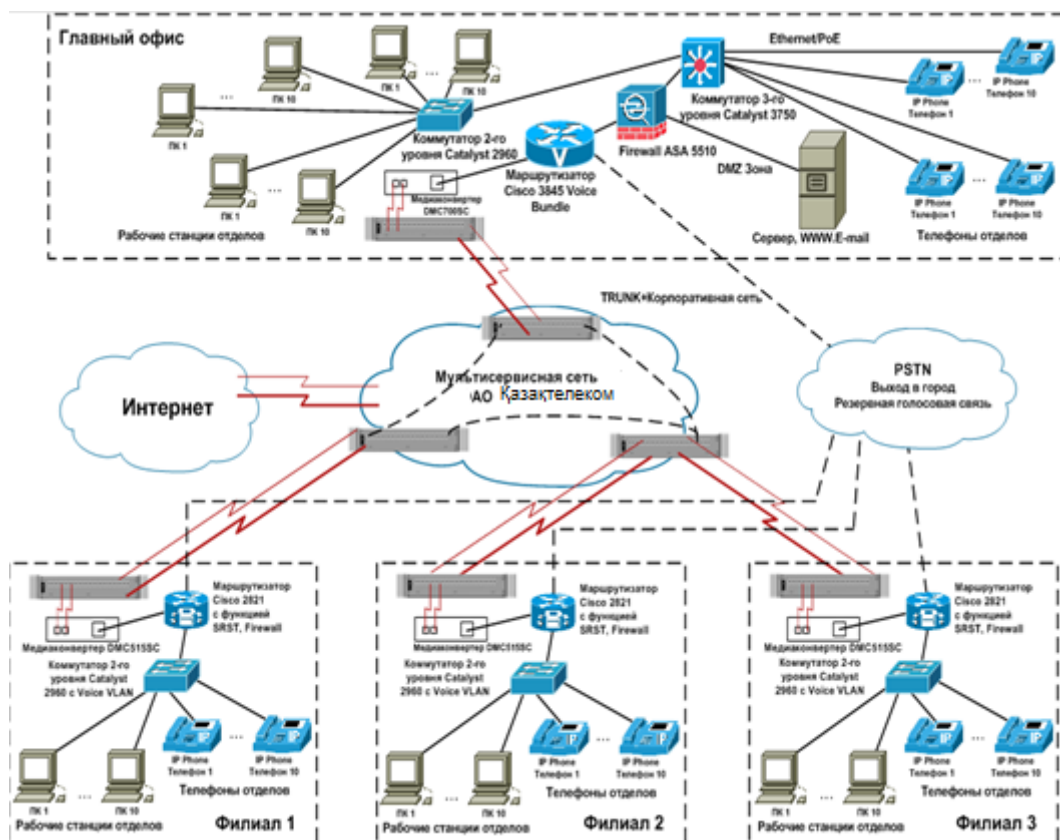 Главный офис
ПК 1
...
ПК 10
ПК 1
...
ПК 10
ПК 1
...
ПК 10
Коммутатор 2-го
уровня Catalyst 2960
Рабочие станции отделов
Медиаконвертер
DMC700SC
Маршрутизатор
Cisco 3845 Voice
Bundle
V
Firewall ASA 5510
Коммутатор 3-го
уровня Catalyst 3750
DMZ Зона
Сервер, WWW.E-mail
Ethernet/PoE
IP Phone
Телефон 1
...
IP Phone
Телефон 10
IP Phone
Телефон 1
...
IP Phone
Телефон 10
Телефоны отделов
TRUNK+Корпоративная сеть
Интернет
Мультисервисная сеть
ОАО Қазақтелеком
PSTN
Выход в город
Резервная голосовая связь
Маршрутизатор
Cisco 2821
с функцией
SRST, Firewall
Медиаконвертер DMC515SC
Коммутатор 2-го
уровня Catalyst
2960 с Voice VLAN
IP Phone
Телефон 1
...
IP Phone
Телефон 10
Телефоны отделов
ПК 1
...
ПК 10
Рабочие станции отделов
Филиал 1
Маршрутизатор
Cisco 2821
с функцией
SRST, Firewall
Медиаконвертер DMC515SC
Коммутатор 2-го
уровня Catalyst
2960 с Voice VLAN
IP Phone
Телефон 1
...
IP Phone
Телефон 10
Телефоны отделов
ПК 1
...
ПК 10
Рабочие станции отделов
Филиал 2
Маршрутизатор
Cisco 2821
с функцией
SRST, Firewall
Медиаконвертер DMC515SC
Коммутатор 2-го
уровня Catalyst
2960 с Voice VLAN
IP Phone
Телефон 1
...
IP Phone
Телефон 10
Телефоны отделов
ПК 1
...
ПК 10
Рабочие станции отделов
Филиал 3